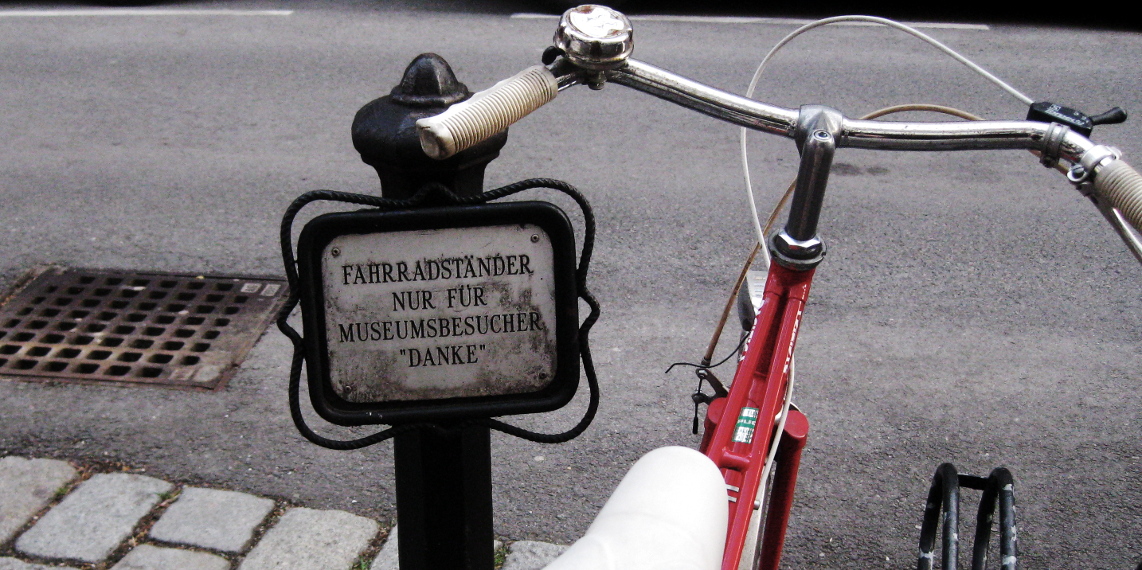 FAHRRADSTÄNDER
NUR FÜR
MUSEUMSBESUCHER
"DANKE"